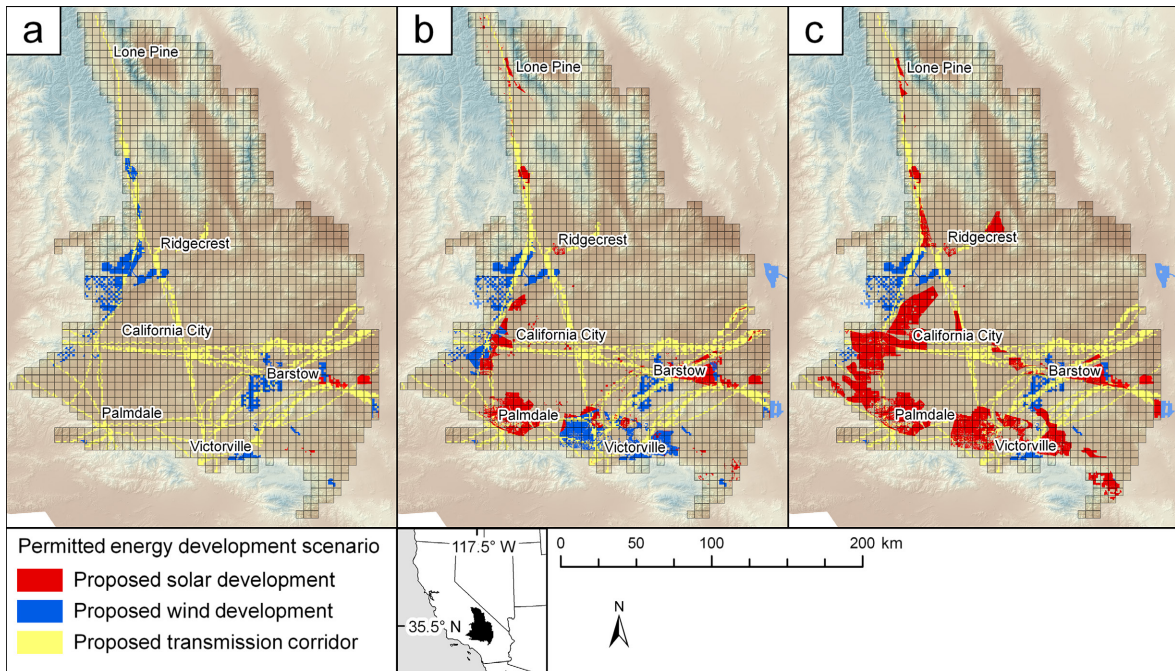 a
Lone Pine
Ridgecrest
California City
Barstow
Palmdale
Victorville
b
Lone Pine
Ridgecrest
California City
Barstow
Palmdale
Victorville
c
Lone Pine
Ridgecrest
California City
Barstow
Palmdale
Victorville
Permitted energy development scenario
Proposed solar development
Proposed wind development
Proposed transmission corridor
117.5° W
35.5° N
0 50 100 200 km
N